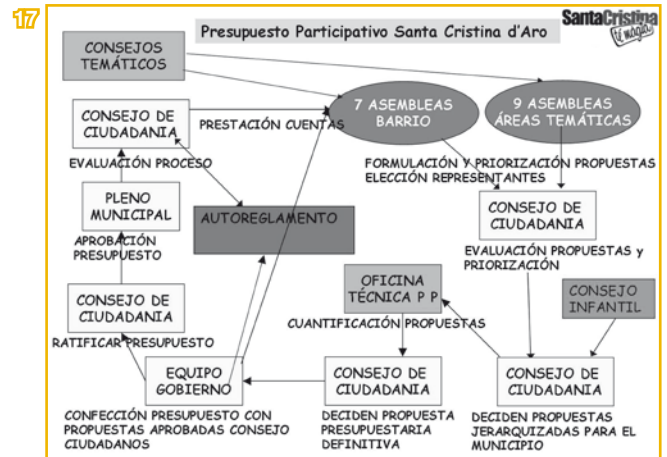 17
Presupuesto Participativo Santa Cristina d'Aro
SantaCristina
té màgia
CONSEJOS
TEMÁTICOS
7 ASEMBLEAS
BARRIO
9 ASEMBLEAS
ÁREAS TEMÁTICAS
CONSEJO DE
CIUDADANIA
PRESTACIÓN CUENTAS
EVALUACIÓN PROCESO
FORMULACIÓN Y PRIORIZACIÓN PROPUESTAS
ELECCIÓN REPRESENTANTES
PLENO
MUNICIPAL
AUTOREGLAMENTO
CONSEJO DE
CIUDADANIA
APROBACIÓN
PRESUPUESTO
EVALUACIÓN PROPUESTAS y
PRIORIZACIÓN
OFICINA
TÉCNICA P P
CONSEJO
INFANTIL
CONSEJO DE
CIUDADANIA
CUANTIFICACIÓN PROPUESTAS
RATIFICAR PRESUPUESTO
EQUIPO
GOBIERNO
CONSEJO DE
CIUDADANIA
CONSEJO DE
CIUDADANIA
CONFECCIÓN PRESUPUESTO CON
PROPUESTAS APROBADAS CONSEJO
CIUDADANOS
DECIDEN PROPUESTA
PRESUPUESTARIA
DEFINITIVA
DECIDEN PROPUESTAS
JERARQUIZADAS PARA EL
MUNICIPIO